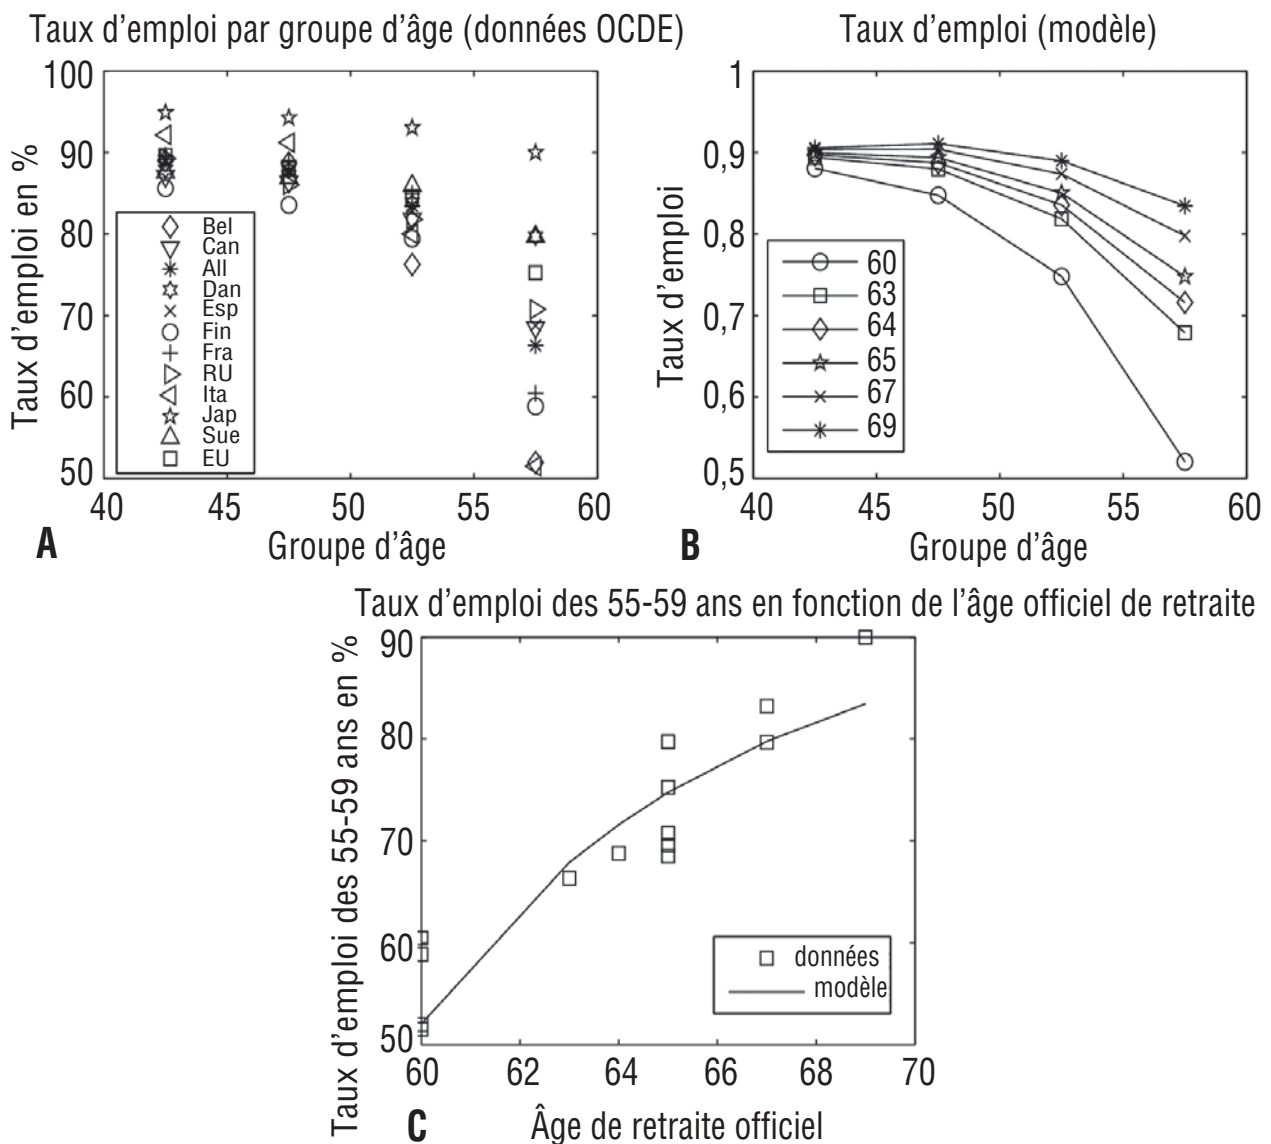 Taux d'emploi par groupe d'âge (données OCDE)
100
90
80
70
60
50
40
45
50
55
60
Taux d'emploi en %
Bel
Can
All
Dan
Esp
Fin
Fra
RU
Ita
Jap
Sue
EU
A
Groupe d'âge
Taux d'emploi (modèle)
1
0,9
0,8
0,7
0,6
0,5
40
45
50
55
60
Taux d'emploi
60
63
64
65
67
69
B
Groupe d'âge
Taux d'emploi des 55-59 ans en fonction de l'âge officiel de retraite
90
80
70
60
50
60
62
64
66
68
70
Taux d'emploi des 55-59 ans en %
données
modèle
C
Âge de retraite officiel